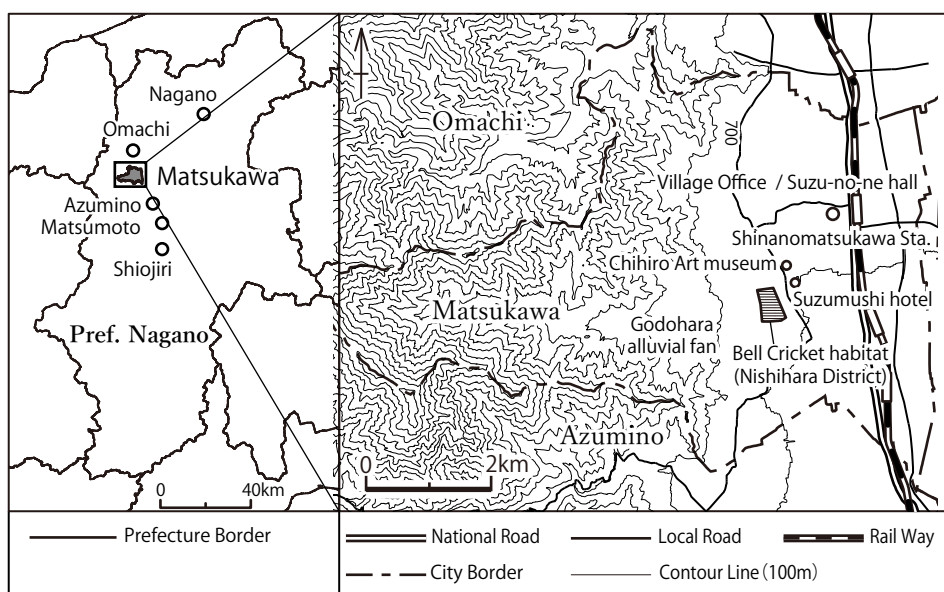 Nagano
Omachi
Matsukawa
Azumino
Matsumoto
Shiojiri
Pref. Nagano
0 40km
Omachi
700
Village Office / Suzu-no-ne hall
Shinanomatsukawa Sta.
Chihiro Art museum
Suzumushi hotel
Matsukawa
Godohara
alluvial fan
Bell Cricket habitat
(Nishihara District)
Azumino
0 2km
Prefecture Border
National Road Local Road Rail Way
City Border Contour Line (100m)